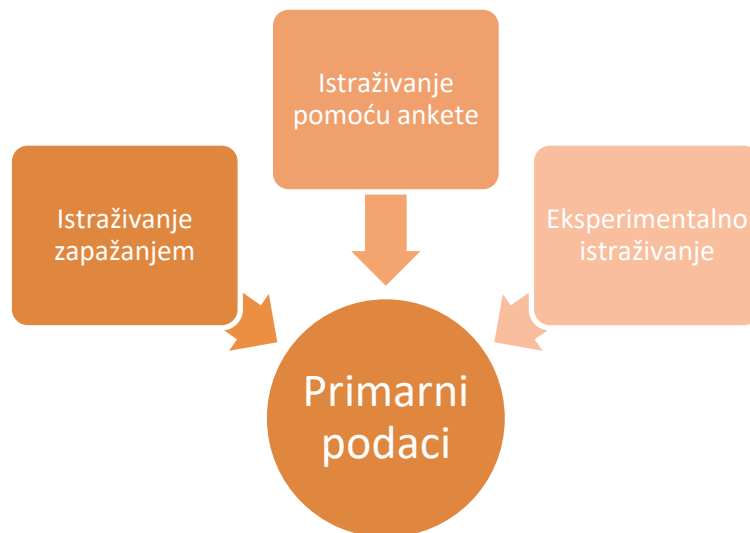 Istraživanje
pomoću ankete
Istraživanje
zapažanjem
Eksperimentalno
istraživanje
Primarni
podaci